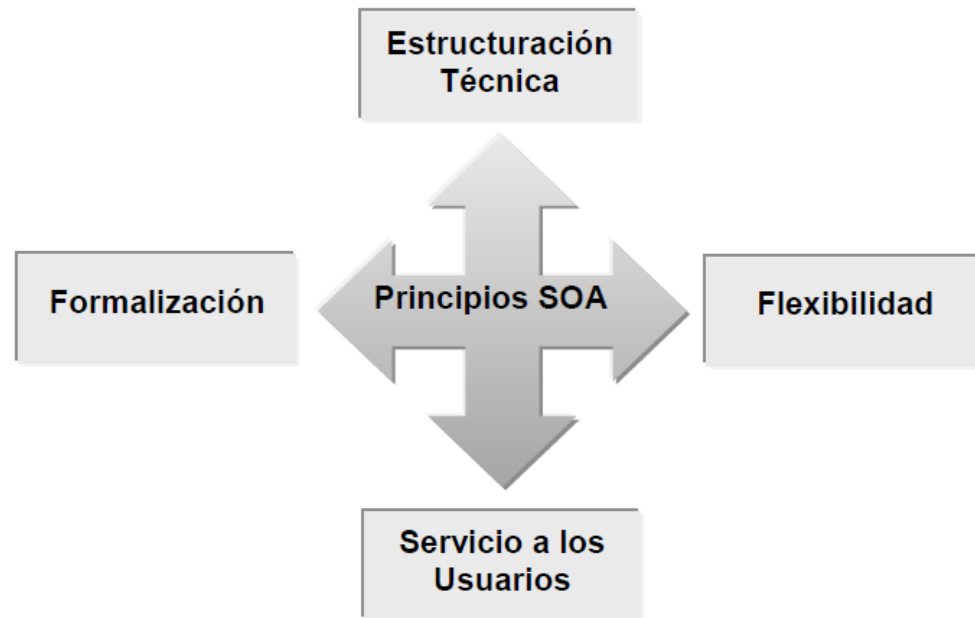 Estructuración
Técnica
Formalización
Principios SOA
Flexibilidad
Servicio a los
Usuarios